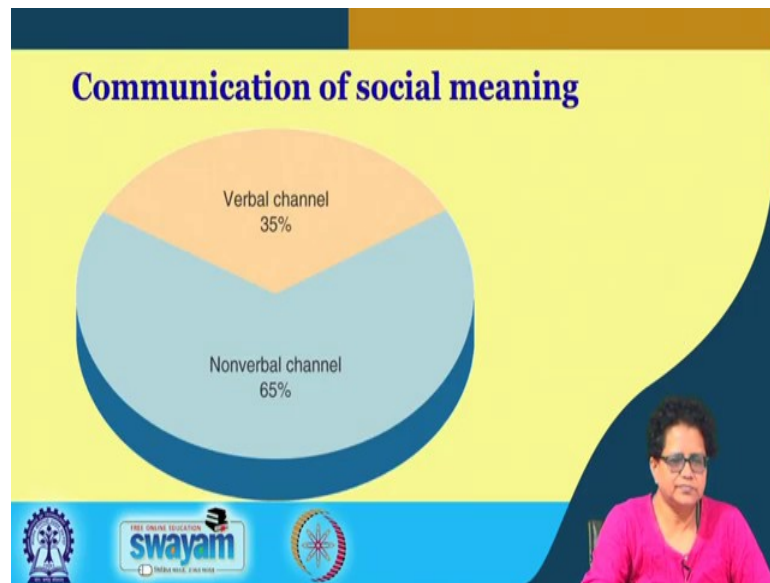 Communication of social meaning
Verbal channel
35%
Nonverbal channel
65%
FREE ONLINE EDUCATION
swayam